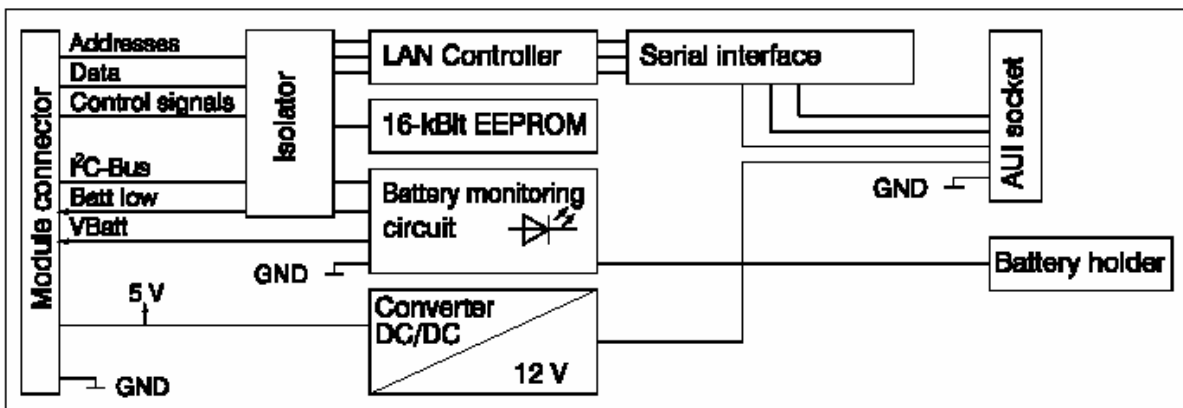 Module connector
Addresses
Data
Control signals
I²C-Bus
Batt low
VBatt
GND
5 V
GND
Isolator
LAN Controller
16-kBit EEPROM
Battery monitoring
circuit
Converter
DC/DC
12 V
Serial interface
AUI socket
GND
Battery holder